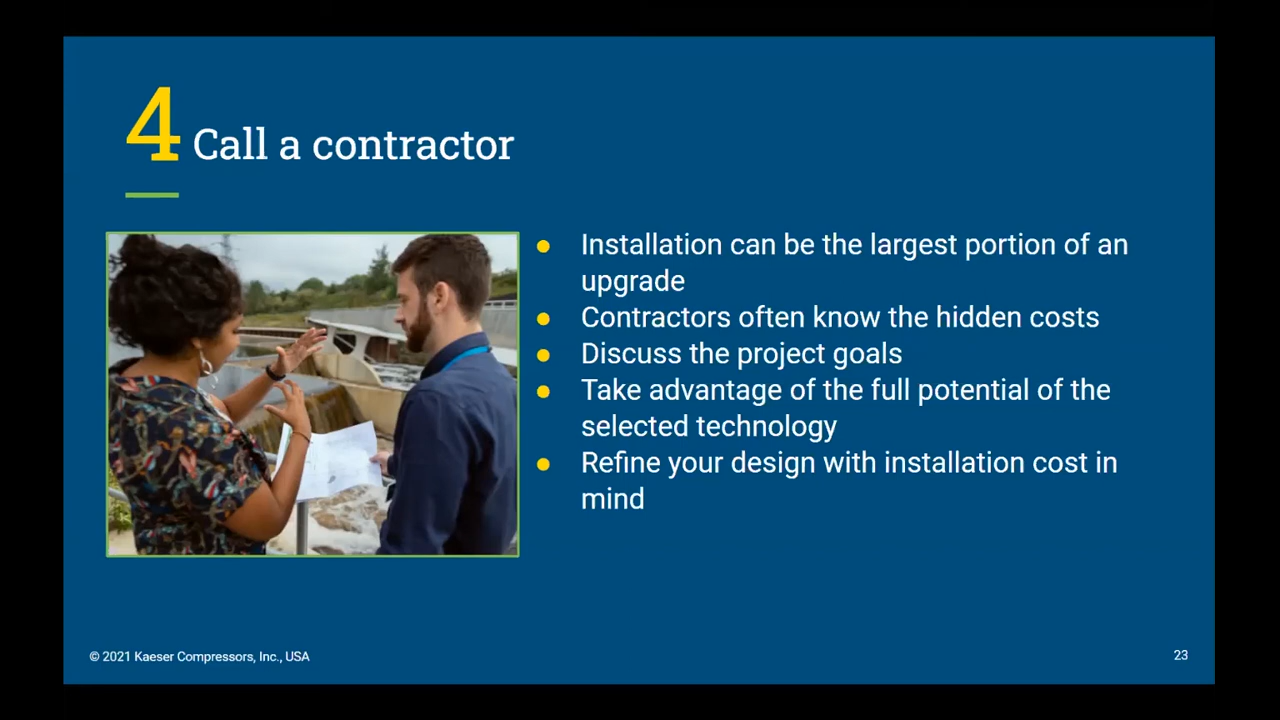 4 Call a contractor
● Installation can be the largest portion of an
upgrade
● Contractors often know the hidden costs
● Discuss the project goals
● Take advantage of the full potential of the
selected technology
● Refine your design with installation cost in
mind
© 2021 Kaeser Compressors, Inc., USA
23